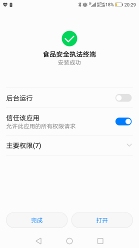 58% 20:29
食品安全执法终端
安装成功
后台运行
信任该应用
允许此应用的所有权限请求
主要权限(7)
完成
打开